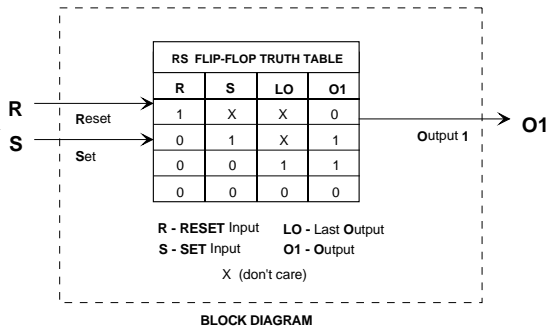 RS FLIP-FLOP TRUTH TABLE
R S LO O1
1 X X 0
0 1 X 1
0 0 1 1
0 0 0 0
R Reset
S Set
Output 1 O1
R - RESET Input LO - Last Output
S - SET Input O1 - Output
X (don't care)
BLOCK DIAGRAM